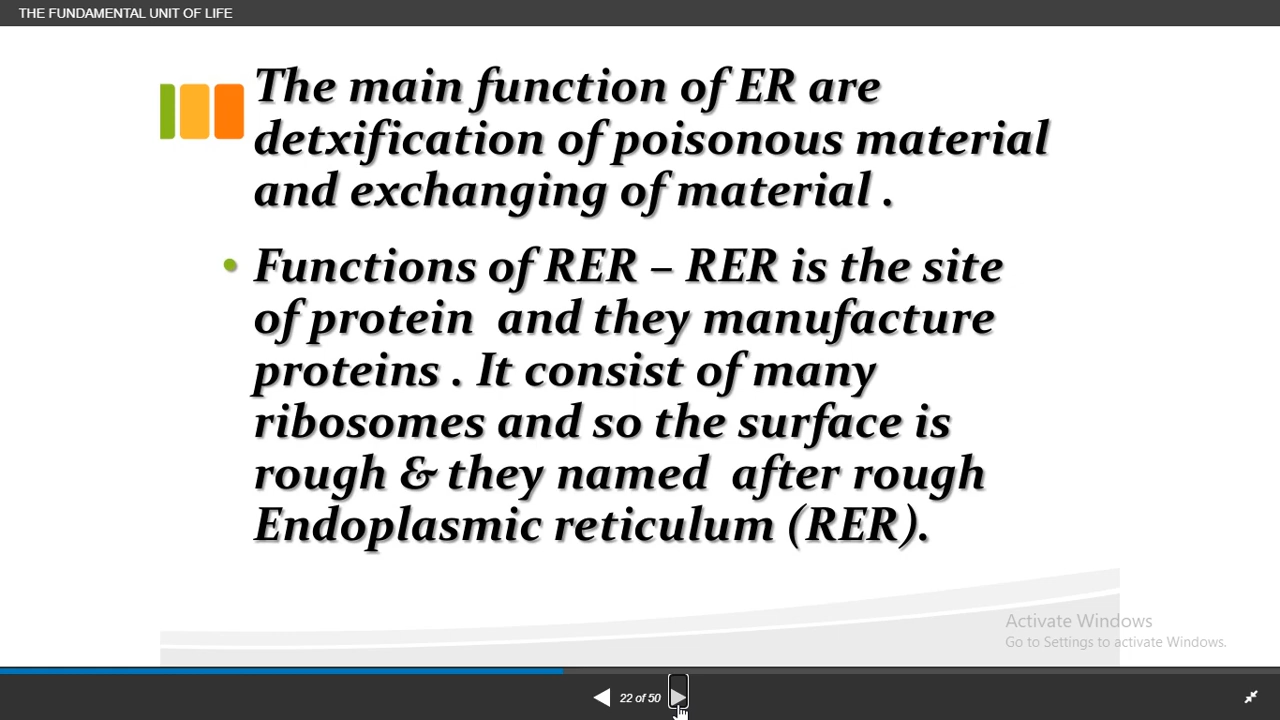 THE FUNDAMENTAL UNIT OF LIFE
The main function of ER are
detxification of poisonous material
and exchanging of material .
• Functions of RER – RER is the site
of protein and they manufacture
proteins . It consist of many
ribosomes and so the surface is
rough & they named after rough
Endoplasmic reticulum (RER).
Activate Windows
Go to Settings to activate Windows.
22 of 50